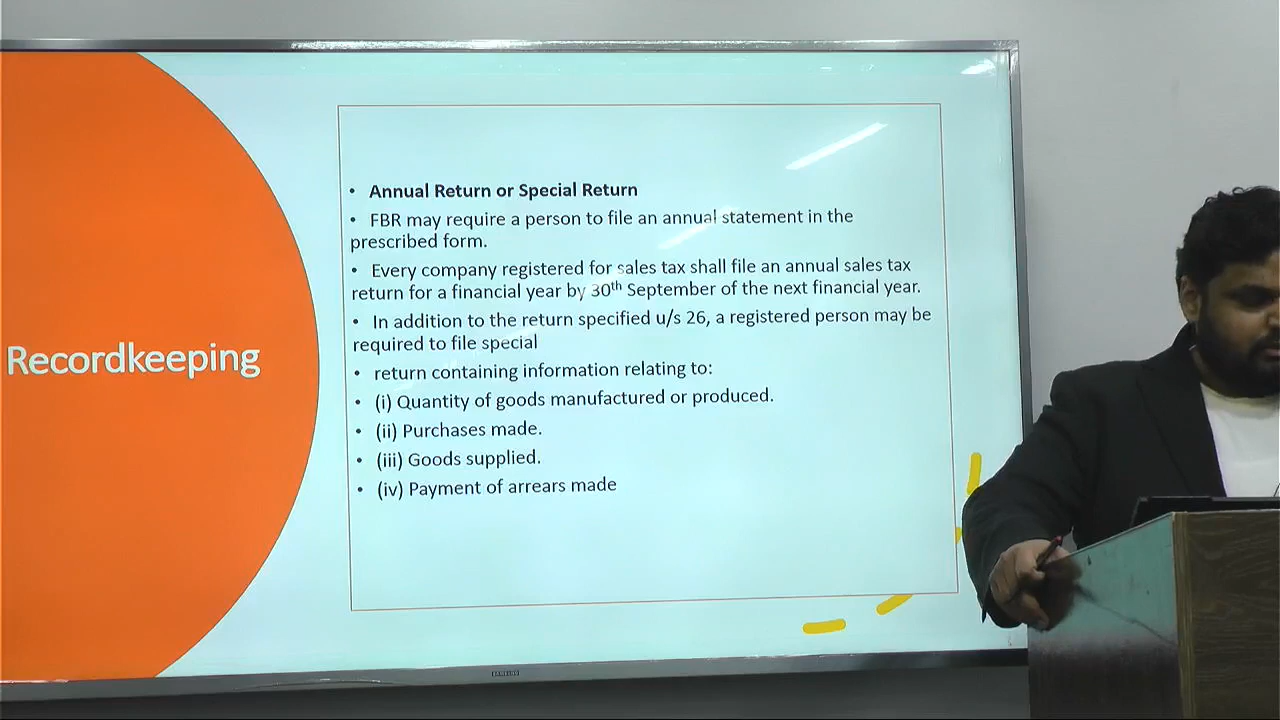 Recordkeeping
• Annual Return or Special Return
• FBR may require a person to file an annual statement in the
prescribed form.
• Every company registered for sales tax shall file an annual sales tax
return for a financial year by 30th September of the next financial year.
• In addition to the return specified u/s 26, a registered person may be
required to file special
• return containing information relating to:
• (i) Quantity of goods manufactured or produced.
• (ii) Purchases made.
• (iii) Goods supplied.
• (iv) Payment of arrears made
SAMSUNG